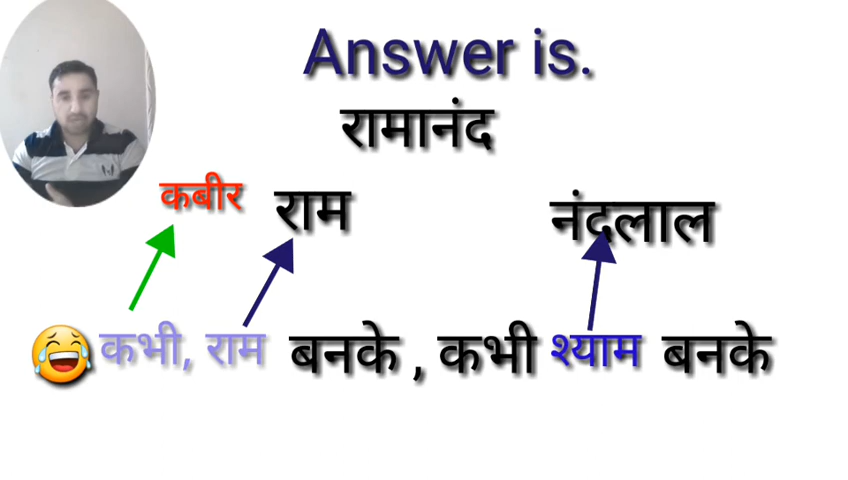 Answer is.
रामानंद
कबीर राम नंदलाल
कभी, राम बनके , कभी श्याम बनके